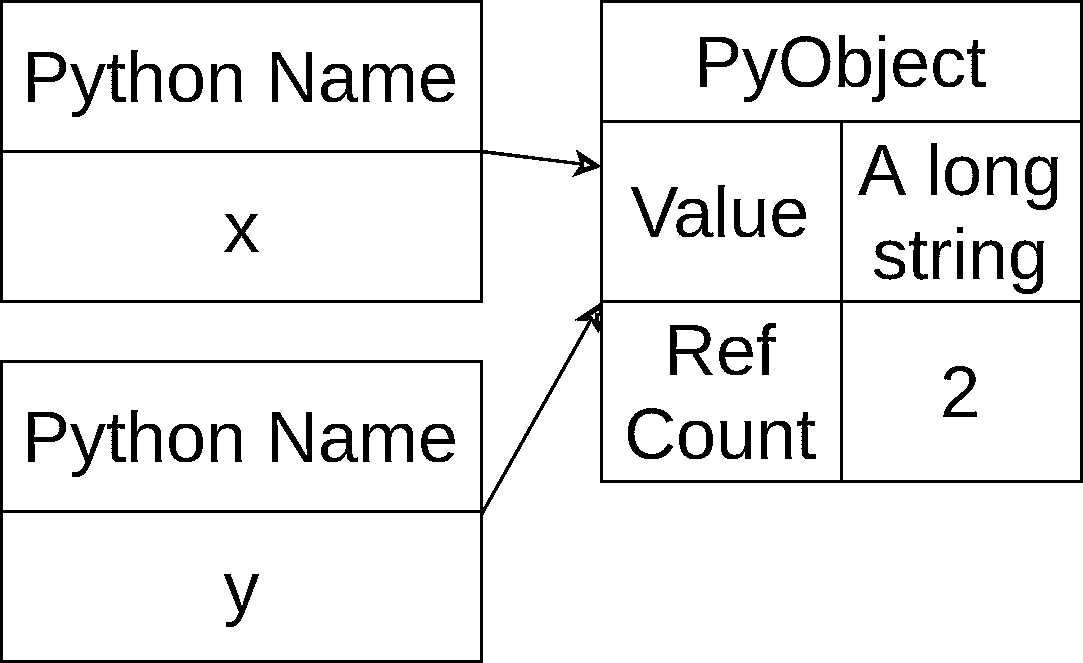 Python Name
x
Python Name
y
PyObject
Value
A long
string
Ref
Count
2